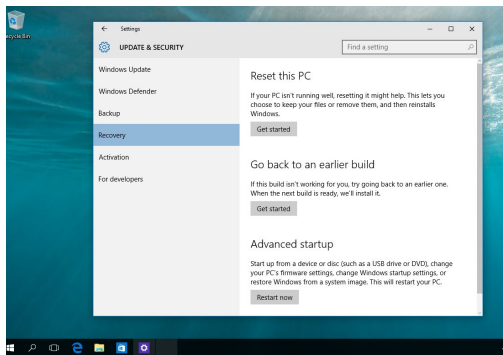 Recycle Bin
Settings
UPDATE & SECURITY
Find a setting
Windows Update
Windows Defender
Backup
Recovery
Activation
For developers
Reset this PC
If your PC isn't running well, resetting it might help. This lets you
choose to keep your files or remove them, and then reinstalls
Windows.
Get started
Go back to an earlier build
If this build isn't working for you, try going back to an earlier one.
When the next build is ready, we'll install it.
Get started
Advanced startup
Start up from a device or disc (such as a USB drive or DVD), change
your PC's firmware settings, change Windows startup settings, or
restore Windows from a system image. This will restart your PC.
Restart now